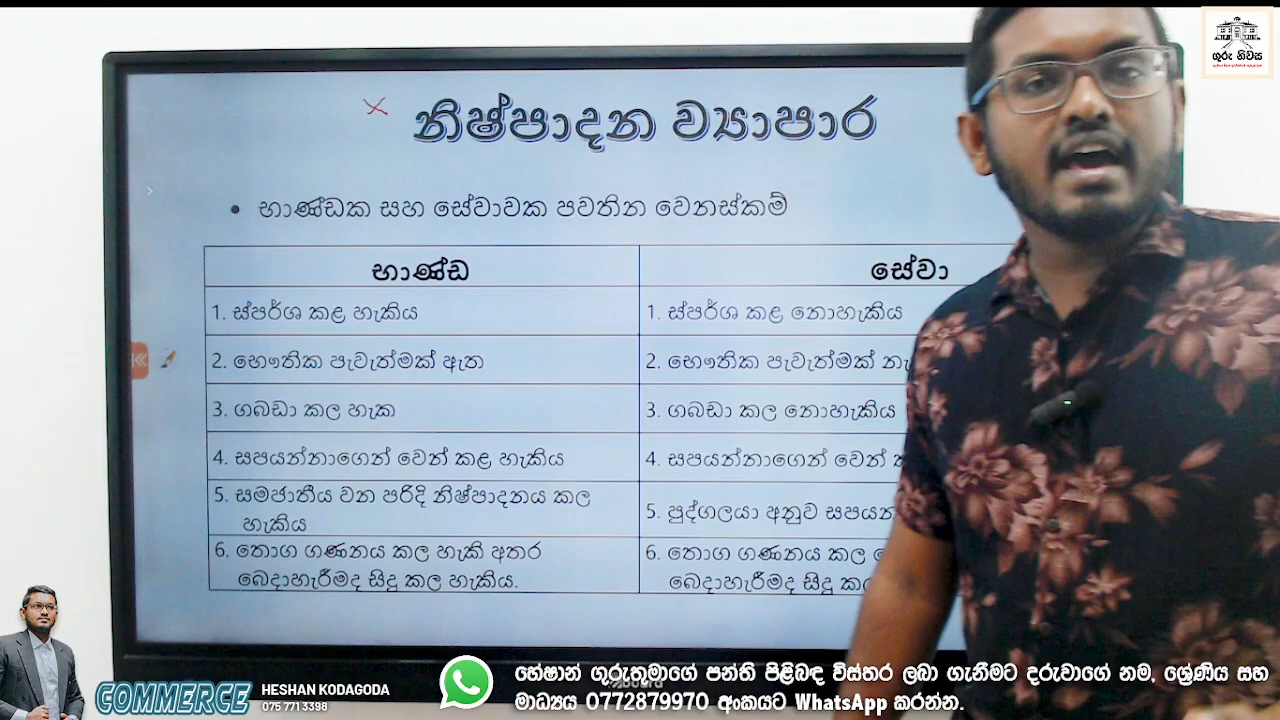 ගුරු නිවස
නිෂ්පාදන ව්‍යාපාර
• භාණ්ඩක සහ සේවාවක පවතින වෙනස්කම්
භාණ්ඩ
සේවා
1. ස්පර්ශ කළ හැකිය
1. ස්පර්ශ කළ නොහැකිය
2. භෞතික පැවැත්මක් ඇත
2. භෞතික පැවැත්මක්
3. ගබඩා කල හැක
3. ගබඩා කල නොහැකිය
4. සපයන්නාගෙන් වෙන් කළ හැකිය
4. සපයන්නාගෙන් වෙන්
5. සමජාතීය වන පරිදි නිෂ්පාදනය කල
හැකිය
5. පුද්ගලයා අනුව
6. තොග ගණනය කල හැකි අතර
බෙදාහැරීමද සිදු කල හැකිය.
6. තොග ගණනය කල
බෙදාහැරීමද සිදු
COMMERCE
HESHAN KODAGODA
075 771 3398
හේෂාන් ගුරුතුමාගේ පන්ති පිළිබඳ විස්තර ලබා ගැනීමට දරුවාගේ නම, ශ්‍රේණිය සහ
මාධ්‍යය 0772879970 අංකයට WhatsApp කරන්න.